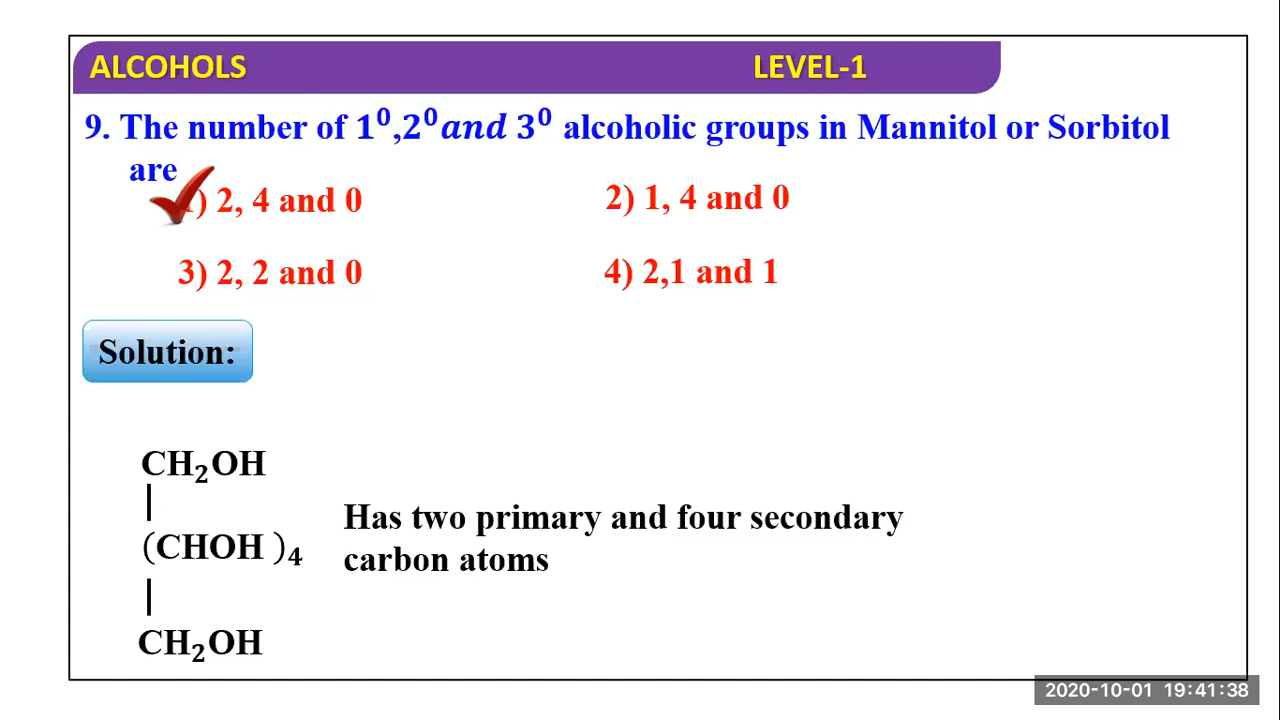 ALCOHOLS LEVEL-1
9. The number of 1⁰,2⁰and 3⁰ alcoholic groups in Mannitol or Sorbitol
are
1) 2, 4 and 0 2) 1, 4 and 0
3) 2, 2 and 0 4) 2,1 and 1
Solution:
CH₂OH
|
(CHOH )₄
|
CH₂OH
Has two primary and four secondary
carbon atoms
2020-10-01 19:41:38